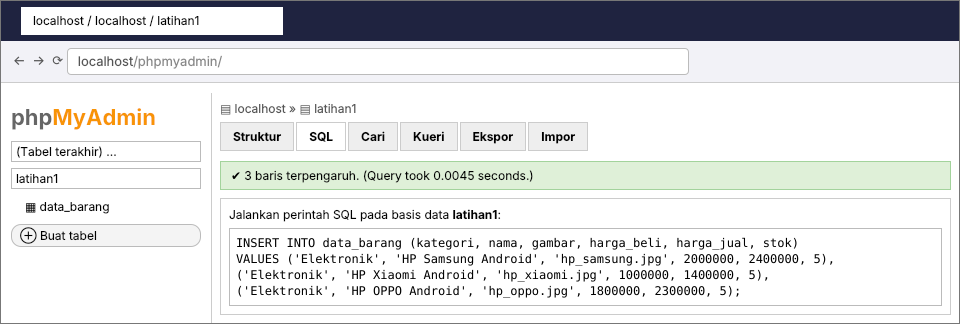 localhost / localhost / latihan1
← → ⟳ localhost/phpmyadmin/
phpMyAdmin
(Tabel terakhir) ...
latihan1
data_barang
Buat tabel
localhost » latihan1
Struktur SQL Cari Kueri Ekspor Impor
✔ 3 baris terpengaruh. (Query took 0.0045 seconds.)
Jalankan perintah SQL pada basis data latihan1:
INSERT INTO data_barang (kategori, nama, gambar, harga_beli, harga_jual, stok)
VALUES ('Elektronik', 'HP Samsung Android', 'hp_samsung.jpg', 2000000, 2400000, 5),
('Elektronik', 'HP Xiaomi Android', 'hp_xiaomi.jpg', 1000000, 1400000, 5),
('Elektronik', 'HP OPPO Android', 'hp_oppo.jpg', 1800000, 2300000, 5);